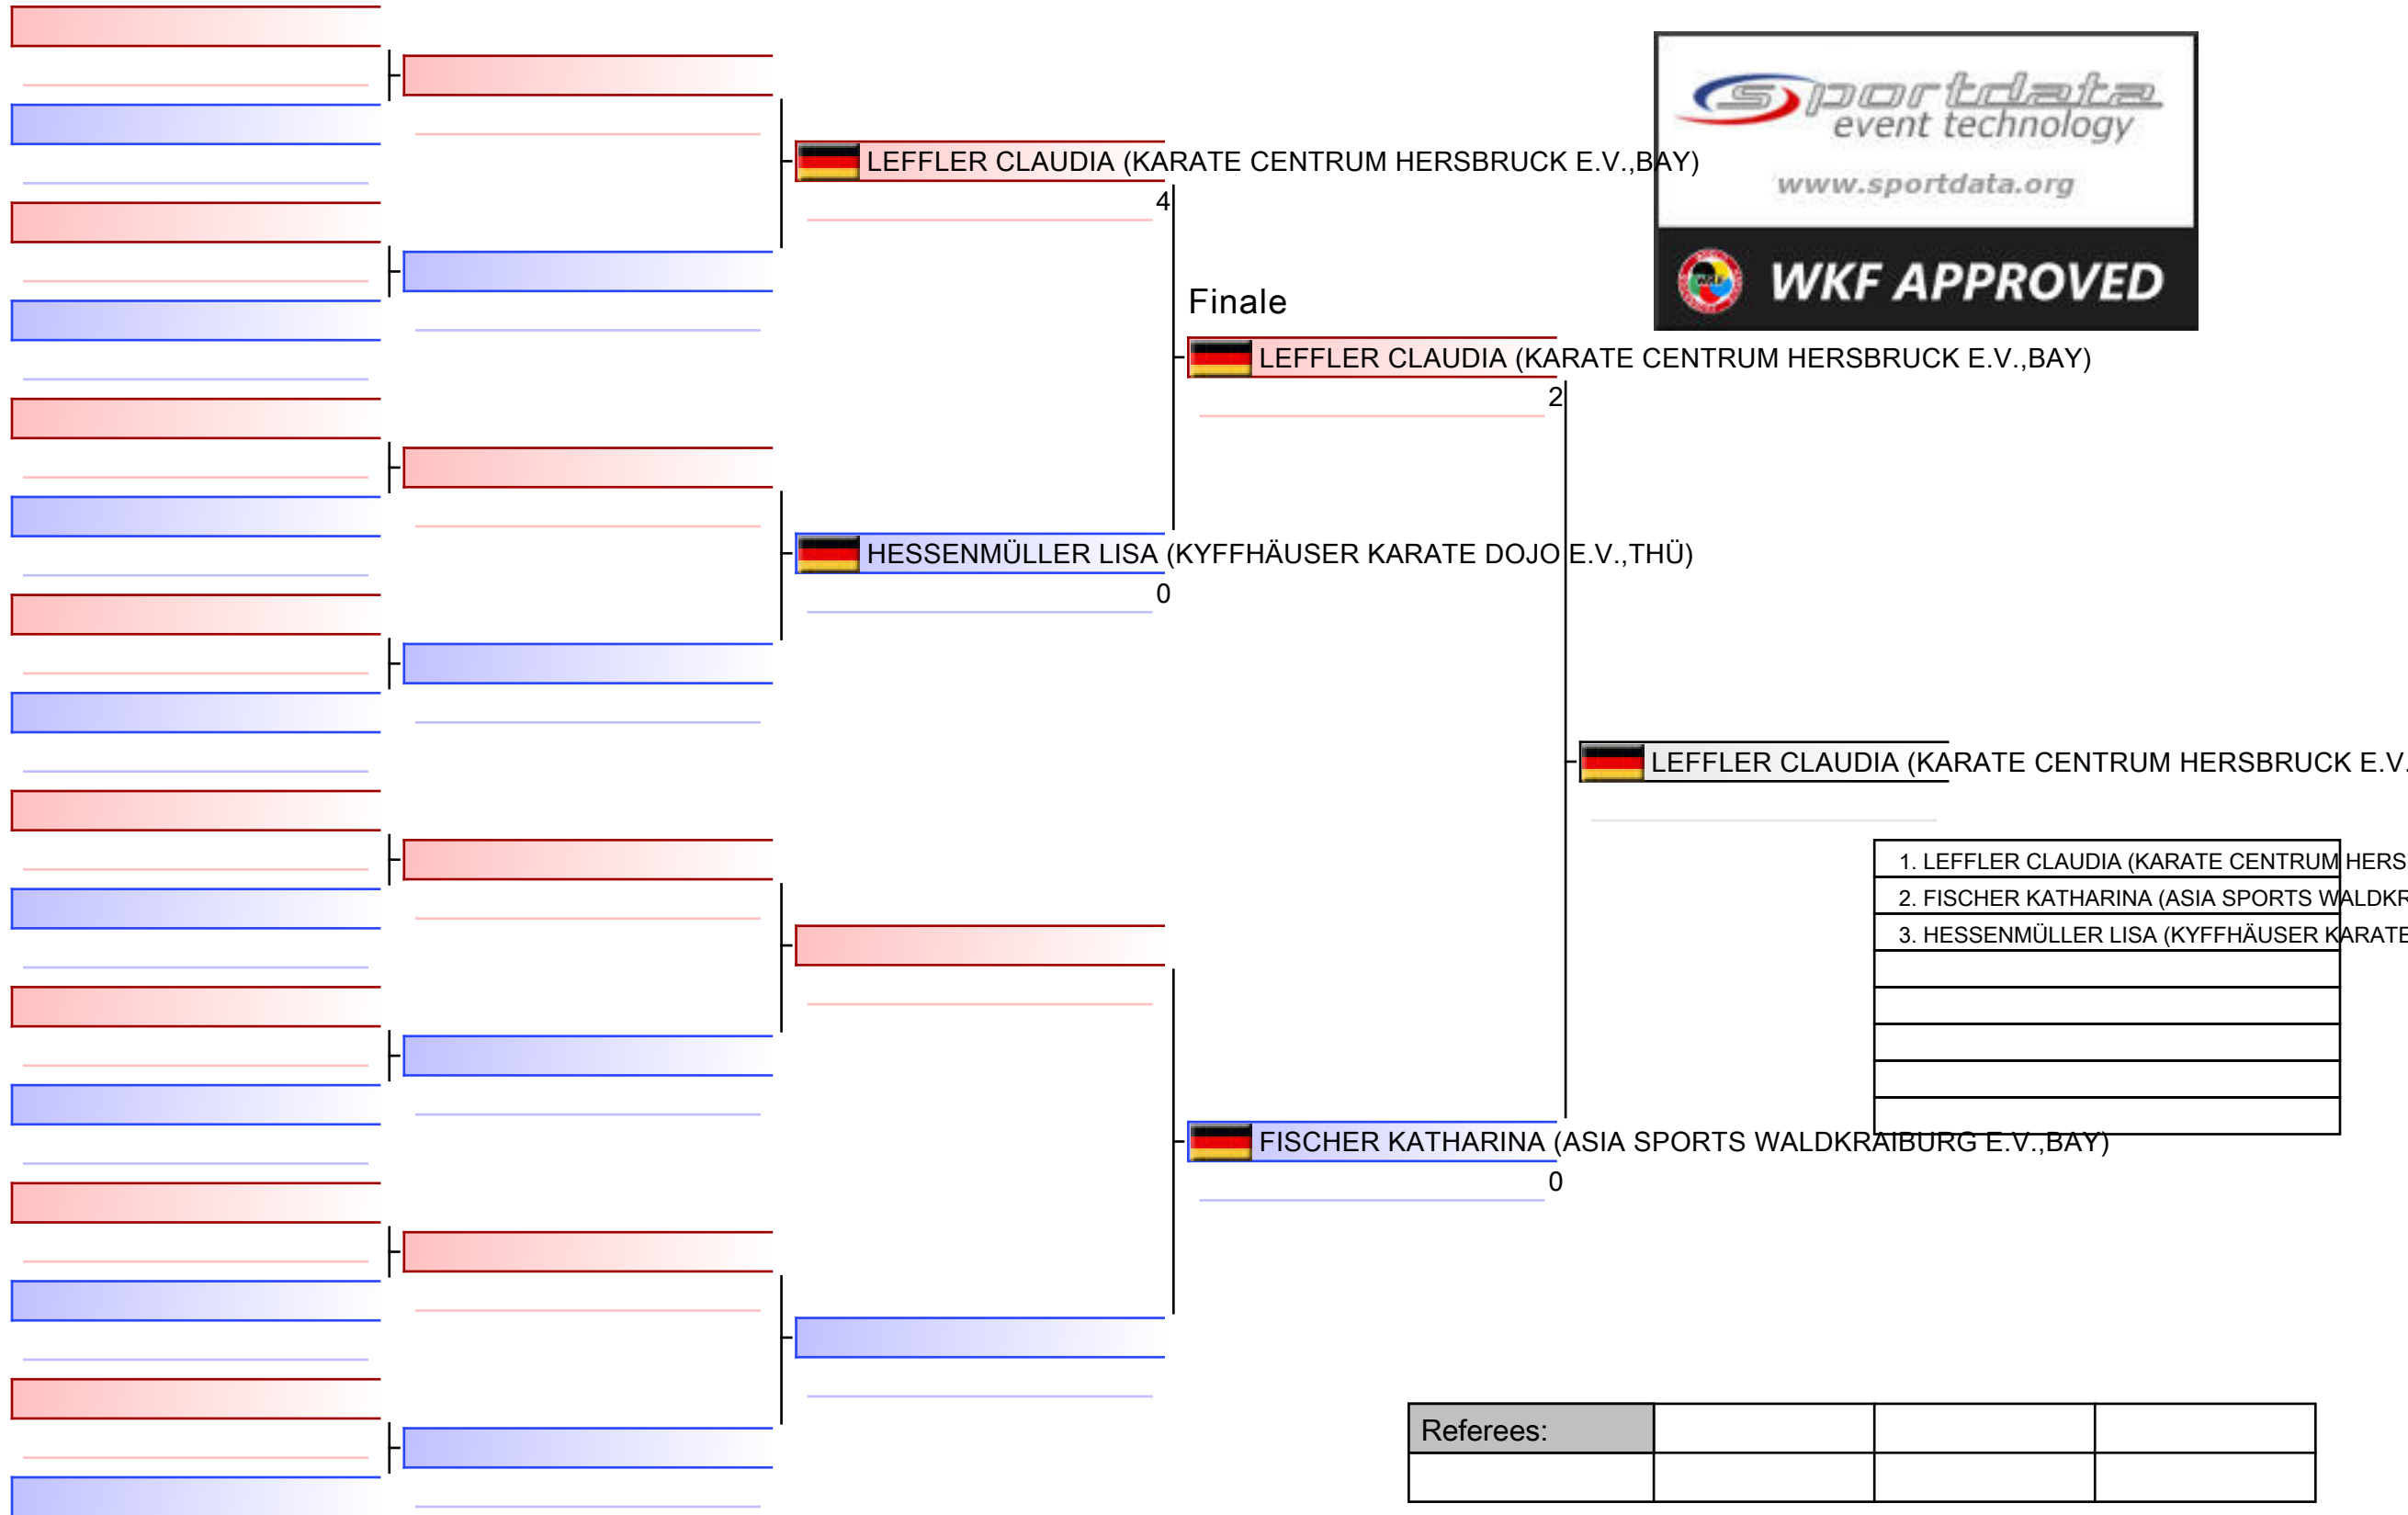 sportdata
event technology
www.sportdata.org
WKF APPROVED
LEFFLER CLAUDIA (KARATE CENTRUM HERSBRUCK E.V.,BAY)
4
Finale
LEFFLER CLAUDIA (KARATE CENTRUM HERSBRUCK E.V.,BAY)
2
HESSENMÜLLER LISA (KYFFHÄUSER KARATE DOJO E.V.,THÜ)
0
LEFFLER CLAUDIA (KARATE CENTRUM HERSBRUCK E.V.
1. LEFFLER CLAUDIA (KARATE CENTRUM HERS
2. FISCHER KATHARINA (ASIA SPORTS WALDKR
3. HESSENMÜLLER LISA (KYFFHÄUSER KARATE
FISCHER KATHARINA (ASIA SPORTS WALDKRAIBURG E.V.,BAY)
0
Referees: